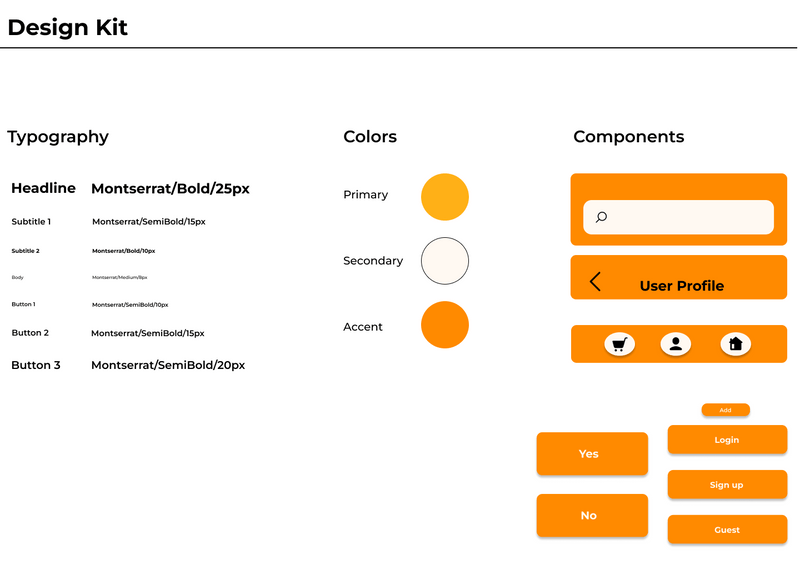 Design Kit
Typography
Headline Montserrat/Bold/25px
Subtitle 1 Montserrat/SemiBold/15px
Subtitle 2 Montserrat/Bold/10px
Body Montserrat/Medium/8px
Button 1 Montserrat/SemiBold/10px
Button 2 Montserrat/SemiBold/15px
Button 3 Montserrat/SemiBold/20px
Colors
Primary
Secondary
Accent
Components
User Profile
Add
Login
Yes
Sign up
No
Guest